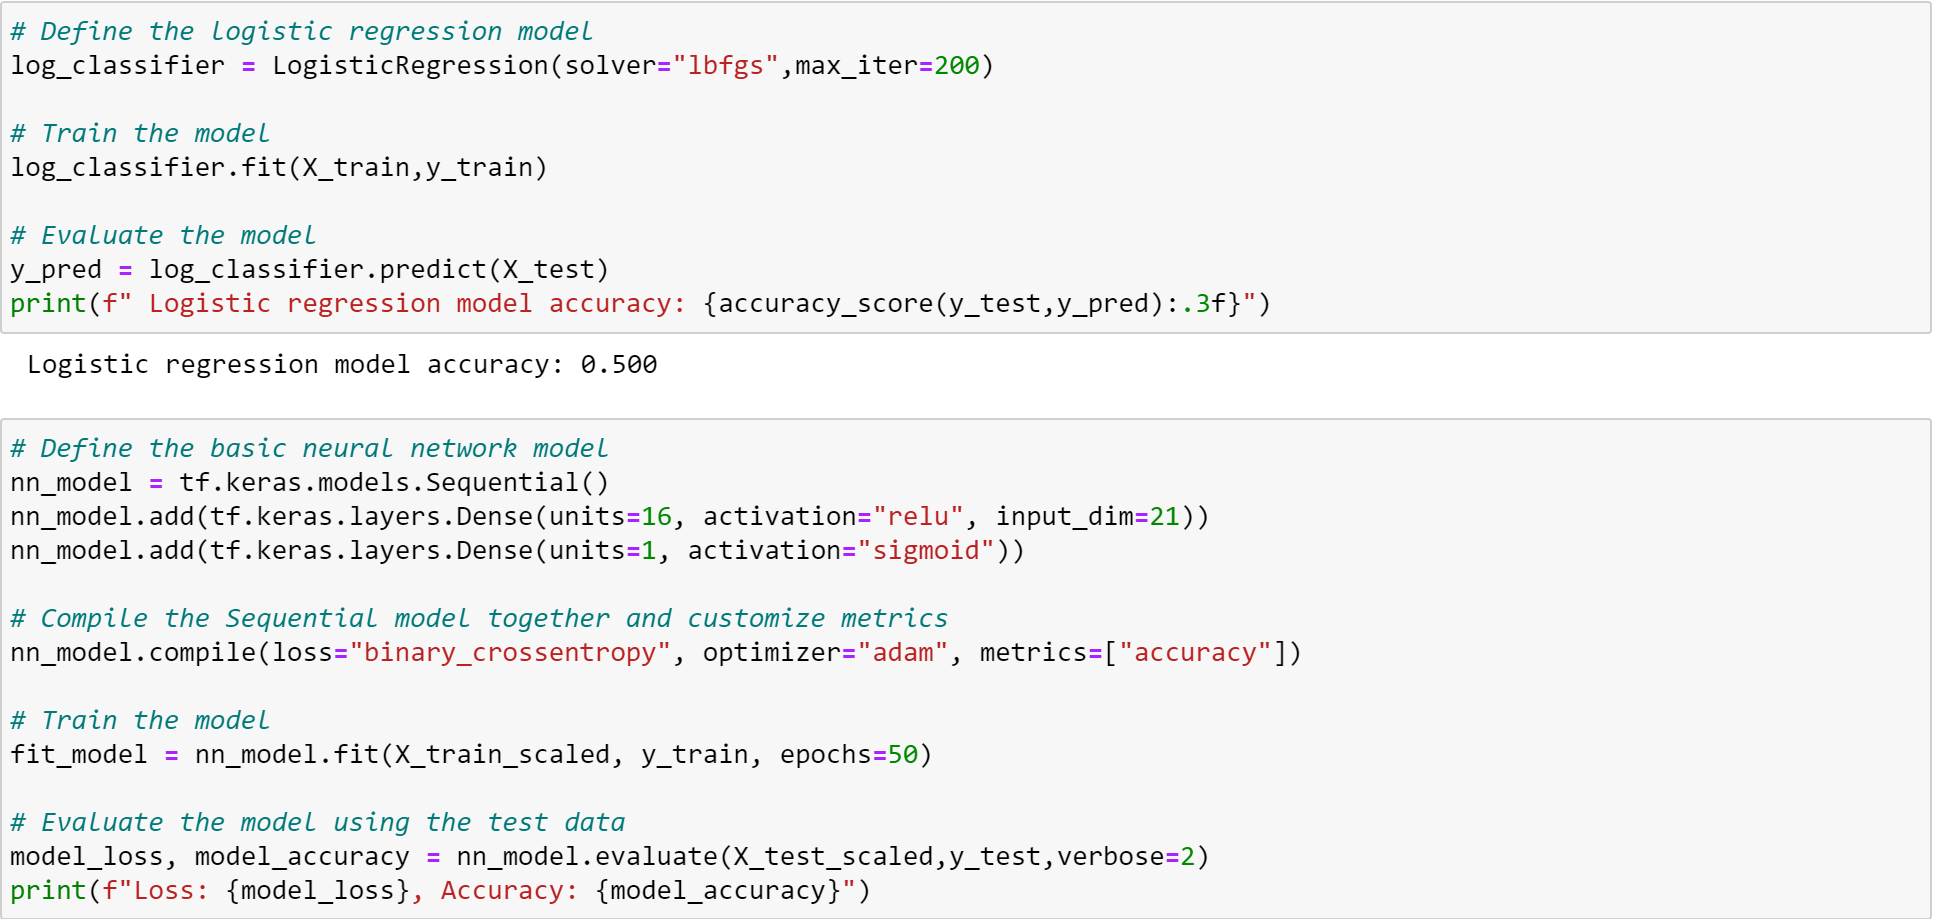 # Define the logistic regression model
log_classifier = LogisticRegression(solver="lbfgs",max_iter=200)
# Train the model
log_classifier.fit(X_train,y_train)
# Evaluate the model
y_pred = log_classifier.predict(X_test)
print(f" Logistic regression model accuracy: {accuracy_score(y_test,y_pred):.3f}")
Logistic regression model accuracy: 0.500
# Define the basic neural network model
nn_model = tf.keras.models.Sequential()
nn_model.add(tf.keras.layers.Dense(units=16, activation="relu", input_dim=21))
nn_model.add(tf.keras.layers.Dense(units=1, activation="sigmoid"))
# Compile the Sequential model together and customize metrics
nn_model.compile(loss="binary_crossentropy", optimizer="adam", metrics=["accuracy"])
# Train the model
fit_model = nn_model.fit(X_train_scaled, y_train, epochs=50)
# Evaluate the model using the test data
model_loss, model_accuracy = nn_model.evaluate(X_test_scaled,y_test,verbose=2)
print(f"Loss: {model_loss}, Accuracy: {model_accuracy}")